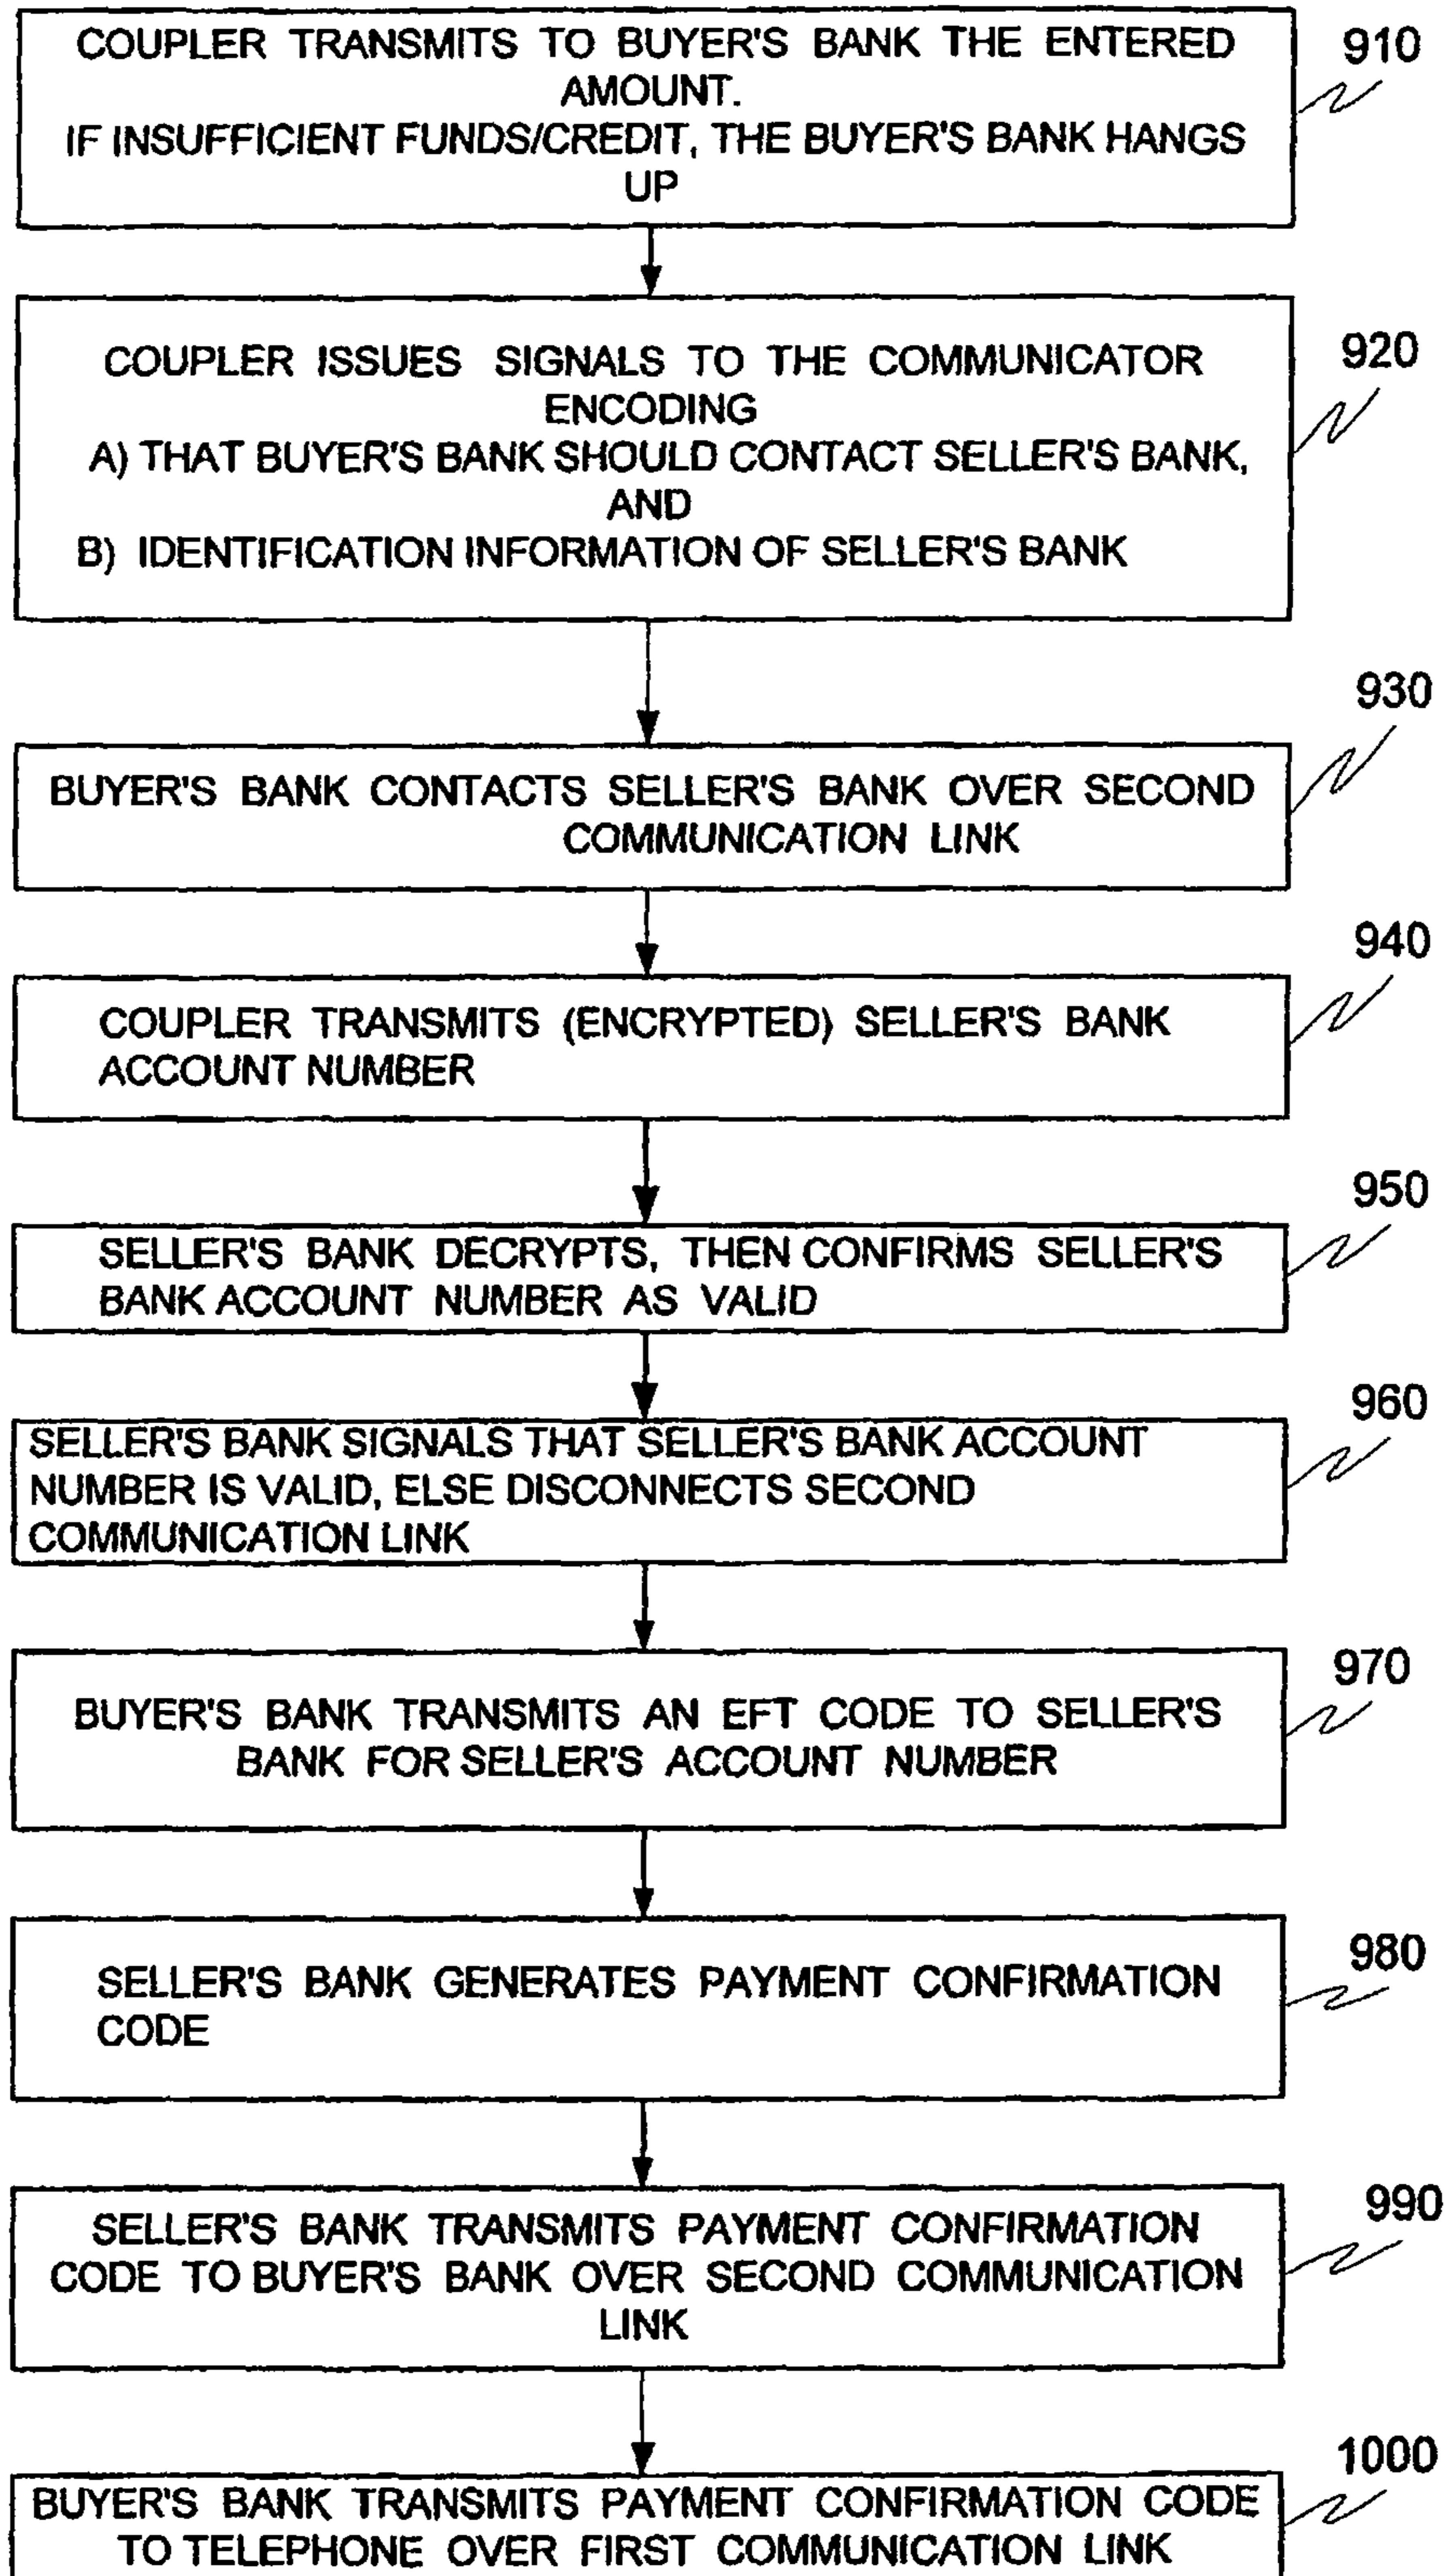 COUPLER TRANSMITS TO BUYER'S BANK THE ENTERED
AMOUNT.
IF INSUFFICIENT FUNDS/CREDIT, THE BUYER'S BANK HANGS
UP
910
COUPLER ISSUES SIGNALS TO THE COMMUNICATOR
ENCODING
A) THAT BUYER'S BANK SHOULD CONTACT SELLER'S BANK,
AND
B) IDENTIFICATION INFORMATION OF SELLER'S BANK
920
BUYER'S BANK CONTACTS SELLER'S BANK OVER SECOND
COMMUNICATION LINK
930
COUPLER TRANSMITS (ENCRYPTED) SELLER'S BANK
ACCOUNT NUMBER
940
SELLER'S BANK DECRYPTS, THEN CONFIRMS SELLER'S
BANK ACCOUNT NUMBER AS VALID
950
SELLER'S BANK SIGNALS THAT SELLER'S BANK ACCOUNT
NUMBER IS VALID, ELSE DISCONNECTS SECOND
COMMUNICATION LINK
960
BUYER'S BANK TRANSMITS AN EFT CODE TO SELLER'S
BANK FOR SELLER'S ACCOUNT NUMBER
970
SELLER'S BANK GENERATES PAYMENT CONFIRMATION
CODE
980
SELLER'S BANK TRANSMITS PAYMENT CONFIRMATION
CODE TO BUYER'S BANK OVER SECOND COMMUNICATION
LINK
990
BUYER'S BANK TRANSMITS PAYMENT CONFIRMATION CODE
TO TELEPHONE OVER FIRST COMMUNICATION LINK
1000